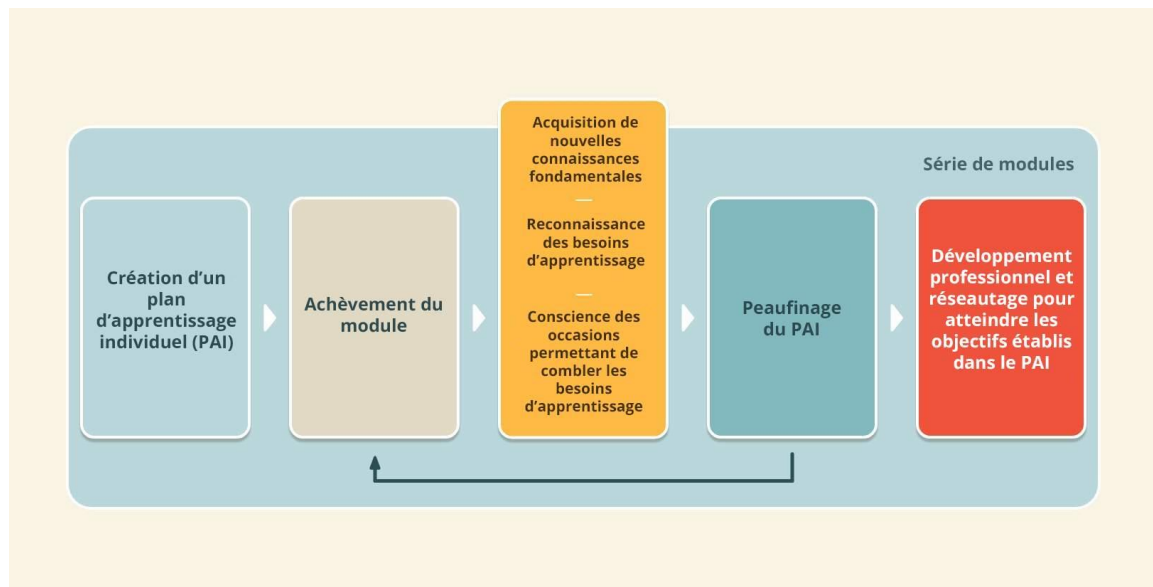 Série de modules
Création d’un
plan
d’apprentissage
individuel (PAI)
Achèvement du
module
Acquisition de
nouvelles
connaissances
fondamentales
—
Reconnaissance
des besoins
d’apprentissage
—
Conscience des
occasions
permettant de
combler les
besoins
d’apprentissage
Peaufinage
du PAI
Développement
professionnel et
réseautage pour
atteindre les
objectifs établis
dans le PAI